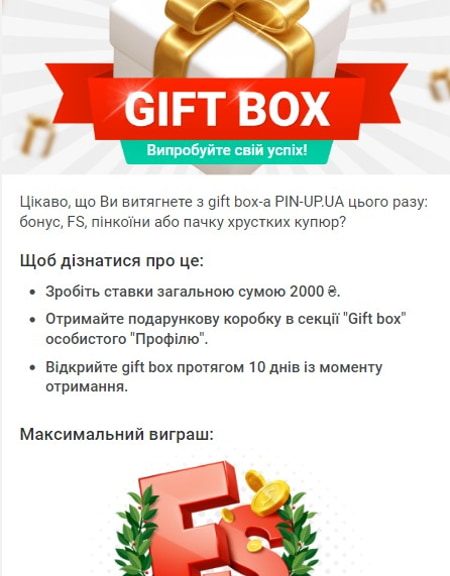 GIFT BOX
Випробуйте свій успіх!
Цікаво, що Ви витягнете з gift box-а PIN-UP.UA цього разу:
бонус, FS, пінкоїни або пачку хрустких купюр?
Щоб дізнатися про це:
• Зробіть ставки загальною сумою 2000 ₴.
• Отримайте подарункову коробку в секції "Gift box"
особистого "Профілю".
• Відкрийте gift box протягом 10 днів із моменту
отримання.
Максимальний виграш:
FS